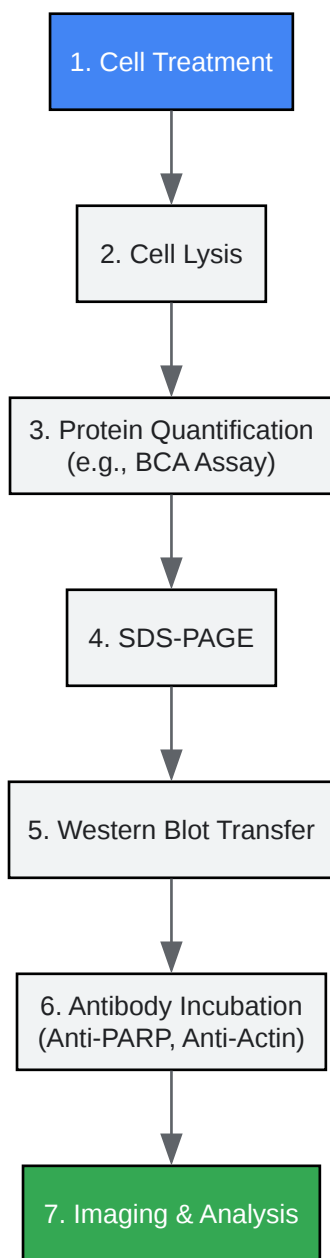 1. Cell Treatment
2. Cell Lysis
3. Protein Quantification
(e.g., BCA Assay)
4. SDS-PAGE
5. Western Blot Transfer
6. Antibody Incubation
(Anti-PARP, Anti-Actin)
7. Imaging & Analysis